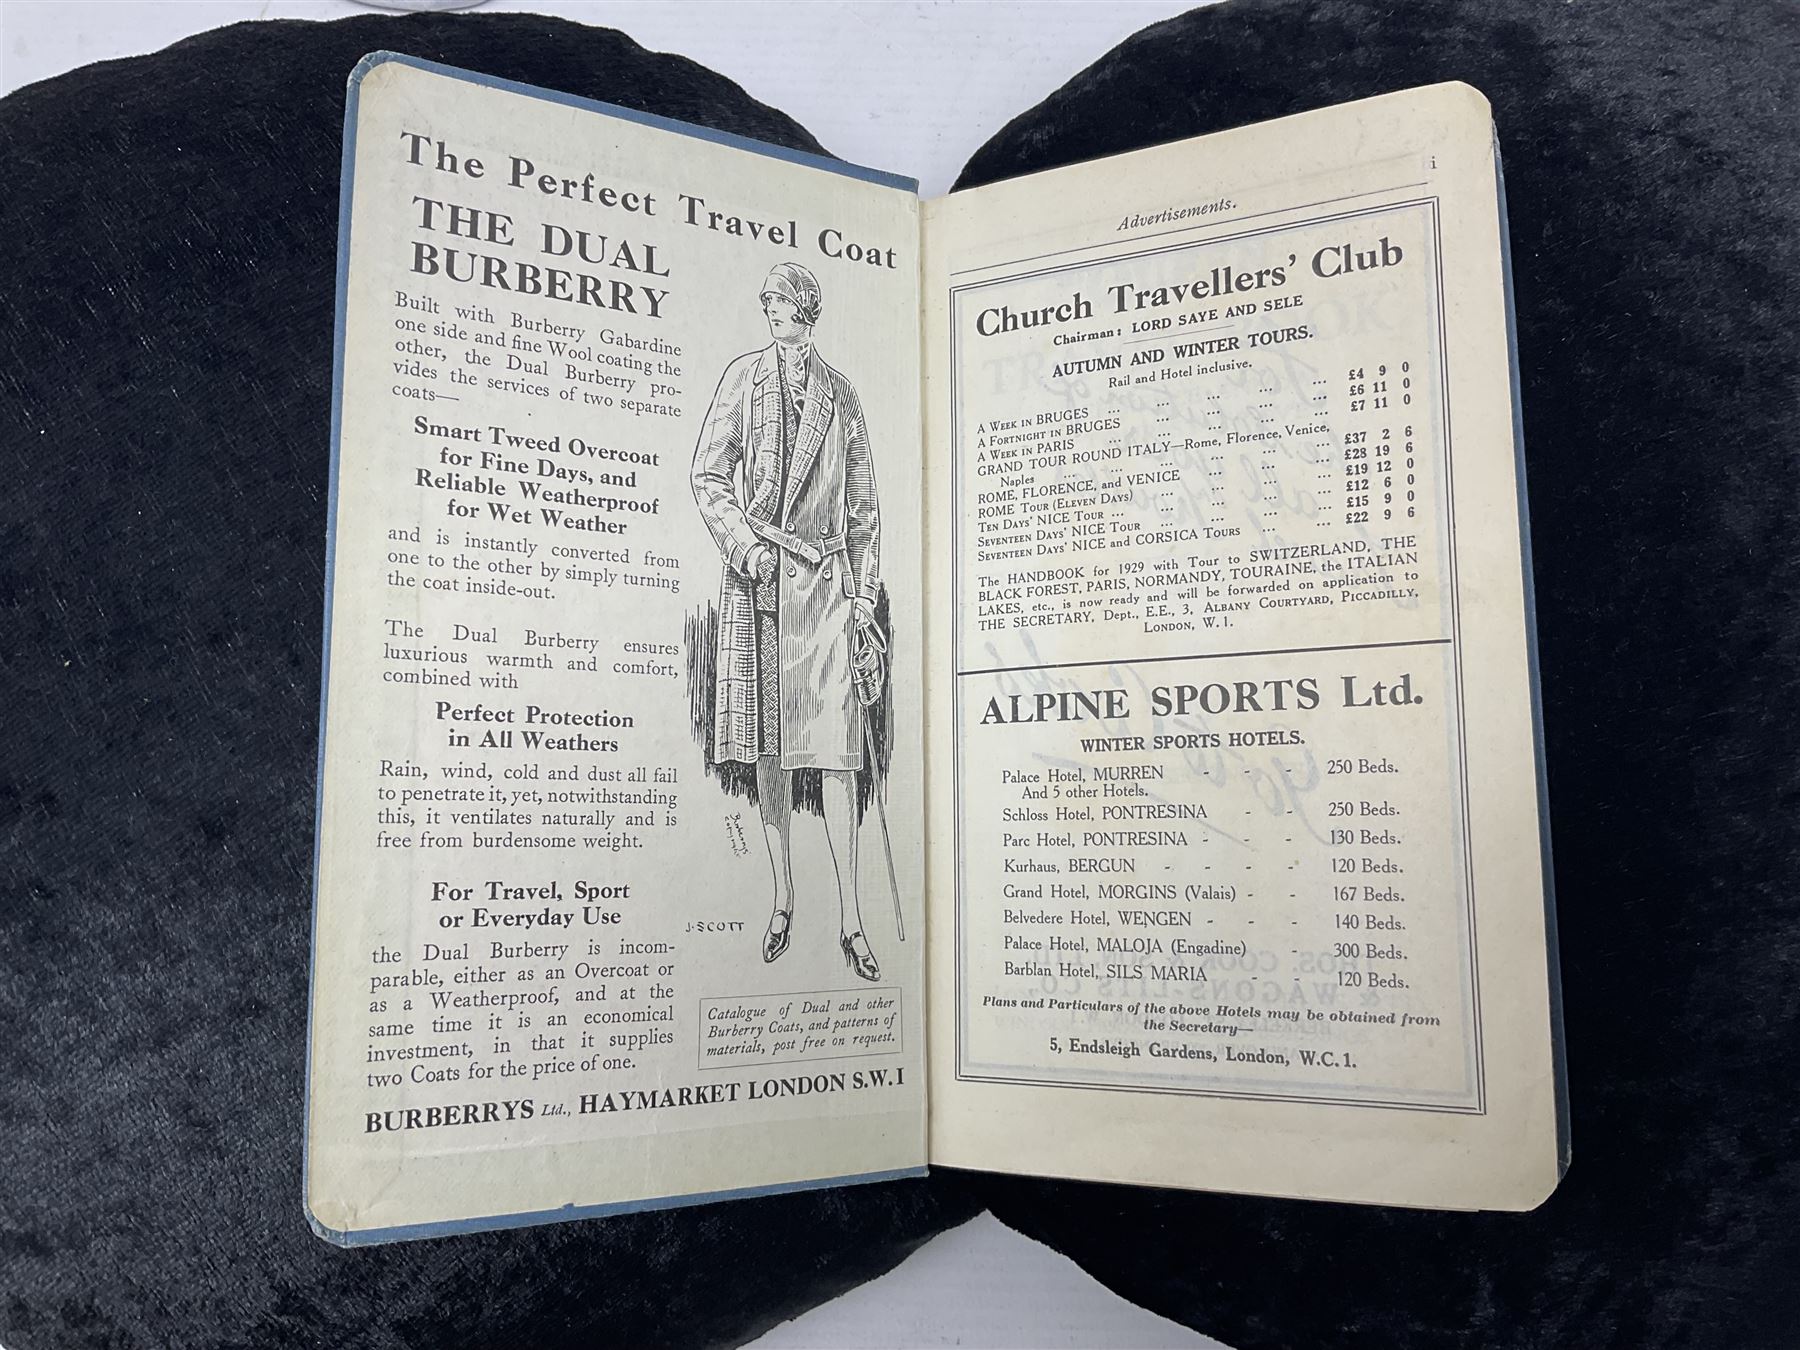 The Perfect Travel Coat
THE DUAL
BURBERRY
Built with Burberry Gabardine
one side and fine Wool coating the
other, the Dual Burberry pro-
vides the services of two separate
coats—
Smart Tweed Overcoat
for Fine Days, and
Reliable Weatherproof
for Wet Weather
and is instantly converted from
one to the other by simply turning
the coat inside-out.
The Dual Burberry ensures
luxurious warmth and comfort,
combined with
Perfect Protection
in All Weathers
Rain, wind, cold and dust all fail
to penetrate it, yet, notwithstanding
this, it ventilates naturally and is
free from burdensome weight.
For Travel, Sport
or Everyday Use
the Dual Burberry is incom-
parable, either as an Overcoat or
as a Weatherproof, and at the
same time it is an economical
investment, in that it supplies
two Coats for the price of one.
Burberrys
copyright
J. SCOTT
Catalogue of Dual and other
Burberry Coats, and patterns of
materials, post free on request.
BURBERRYS Ltd., HAYMARKET LONDON S.W.1
i
Advertisements.
Church Travellers' Club
Chairman: LORD SAYE AND SELE
AUTUMN AND WINTER TOURS.
Rail and Hotel inclusive.
A WEEK IN BRUGES ... ... ... ... ... £4 9 0
A FORTNIGHT IN BRUGES ... ... ... ... £6 11 0
A WEEK IN PARIS ... ... ... ... ... £7 11 0
GRAND TOUR ROUND ITALY—Rome, Florence, Venice,
Naples ... ... ... ... ... £37 2 6
ROME, FLORENCE, and VENICE ... ... ... £28 19 6
ROME TOUR (ELEVEN DAYS) ... ... ... ... £19 12 0
TEN DAYS' NICE TOUR ... ... ... ... £12 6 0
SEVENTEEN DAYS' NICE TOUR ... ... ... ... £15 9 0
SEVENTEEN DAYS' NICE and CORSICA TOURS ... ... £22 9 6
The HANDBOOK for 1929 with Tour to SWITZERLAND, THE
BLACK FOREST, PARIS, NORMANDY, TOURAINE, the ITALIAN
LAKES, etc., is now ready and will be forwarded on application to
THE SECRETARY, Dept., E.E., 3, ALBANY COURTYARD, PICCADILLY,
LONDON, W.1.
ALPINE SPORTS Ltd.
WINTER SPORTS HOTELS.
Palace Hotel, MURREN - - - 250 Beds.
And 5 other Hotels.
Schloss Hotel, PONTRESINA - - 250 Beds.
Parc Hotel, PONTRESINA - - - 130 Beds.
Kurhaus, BERGUN - - - - 120 Beds.
Grand Hotel, MORGINS (Valais) - - 167 Beds.
Belvedere Hotel, WENGEN - - - 140 Beds.
Palace Hotel, MALOJA (Engadine) - 300 Beds.
Barblan Hotel, SILS MARIA - - 120 Beds.
Plans and Particulars of the above Hotels may be obtained from
the Secretary—
5, Endsleigh Gardens, London, W.C.1.